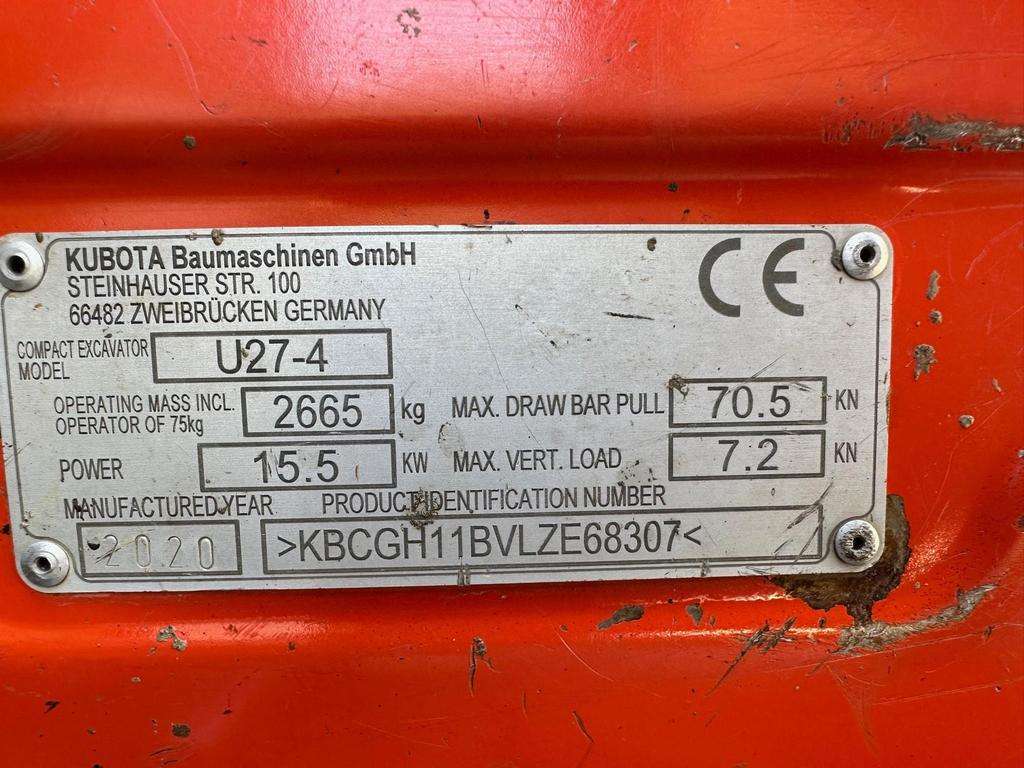 KUBOTA Baumaschinen GmbH
STEINHAUSER STR. 100
66482 ZWEIBRÜCKEN GERMANY
CE
COMPACT EXCAVATOR MODEL U27-4
OPERATING MASS INCL. OPERATOR OF 75kg 2665 kg
MAX. DRAW BAR PULL 70.5 KN
POWER 15.5 KW
MAX. VERT. LOAD 7.2 KN
MANUFACTURED YEAR
PRODUCT IDENTIFICATION NUMBER
2020
>KBCGH11BVLZE68307<